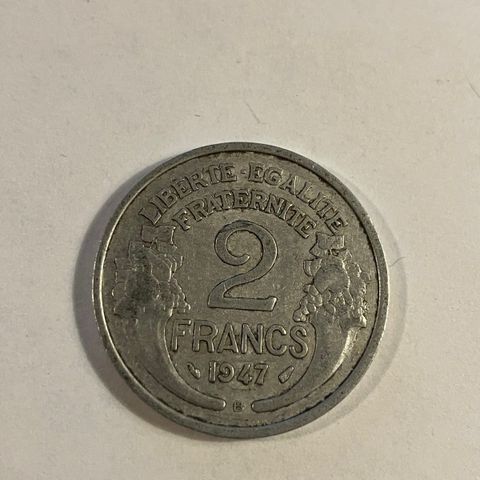 LIBERTE · EGALITE
FRATERNITE
2
FRANCS
1947
B